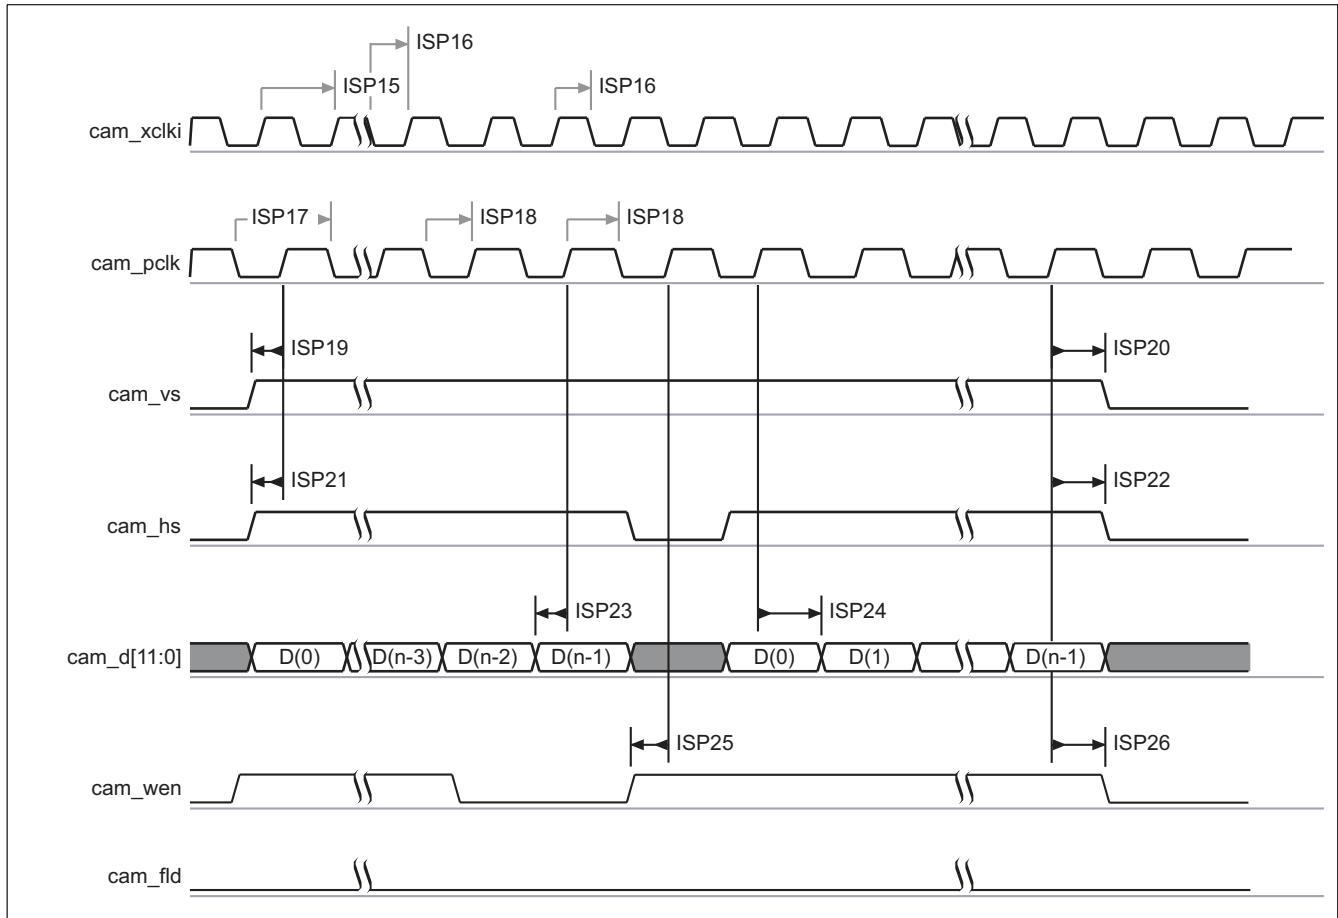 ISP16
ISP15
ISP16
cam_xclki
ISP17
ISP18
ISP18
cam_pclk
ISP19
ISP20
cam_vs
ISP21
ISP22
cam_hs
ISP23
ISP24
cam_d[11:0]
D(0)
D(n-3)
D(n-2)
D(n-1)
D(0)
D(1)
D(n-1)
ISP25
ISP26
cam_wen
cam_fld